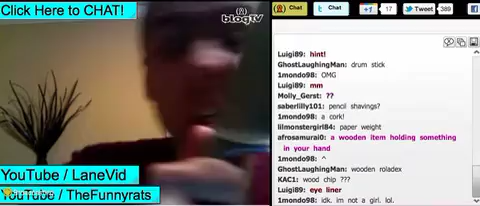 Click Here to CHAT!
blogTV
YouTube / LaneVid
YouTube / TheFunnyrats
Chat
Chat
+1
17
Tweet
389
Luigi89: hint!
GhostLaughingMan: drum stick
1mondo98: OMG
Luigi89: mm
Molly_Gerst: ??
saberlilly101: pencil shavings?
1mondo98: a cork!
lilmonstergirl84: paper weight
afrosamurai0: a wooden item holding something
in your hand
1mondo98: ^
GhostLaughingMan: wooden roladex
KAC1: wood chip ???
Luigi89: eye liner
1mondo98: idk. im not a girl. lol.